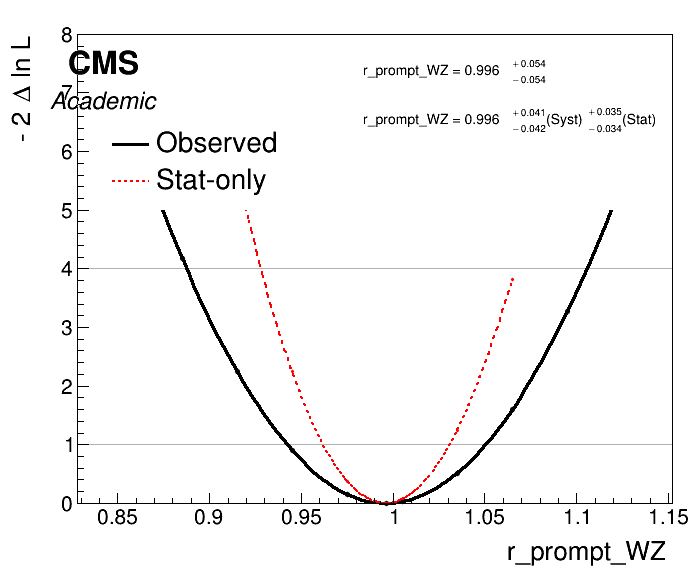 - 2 Δ ln L
8
7
6
5
4
3
2
1
0
CMS
Academic
r_prompt_WZ = 0.996 +0.054 −0.054
r_prompt_WZ = 0.996 +0.041 −0.042 (Syst) +0.035 −0.034 (Stat)
Observed
Stat-only
0.85 0.9 0.95 1 1.05 1.1 1.15
r_prompt_WZ